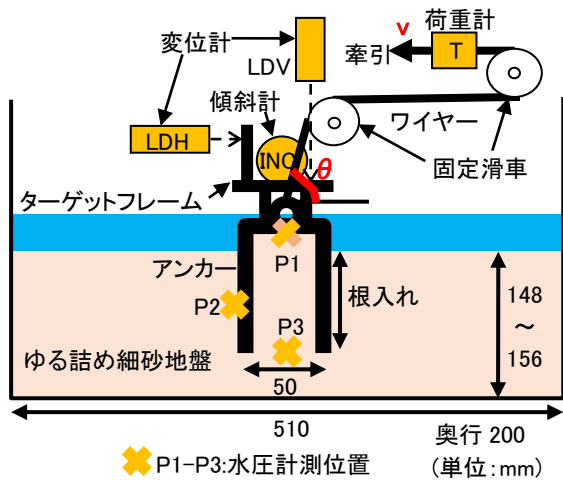 荷重計
変位計
v
牽引
T
LDV
傾斜計
ワイヤー
LDH
INC
θ
固定滑車
ターゲットフレーム
P1
アンカー
P2
根入れ
148
～
156
P3
ゆる詰め細砂地盤
50
510
奥行 200
P1-P3:水圧計測位置
(単位:mm)